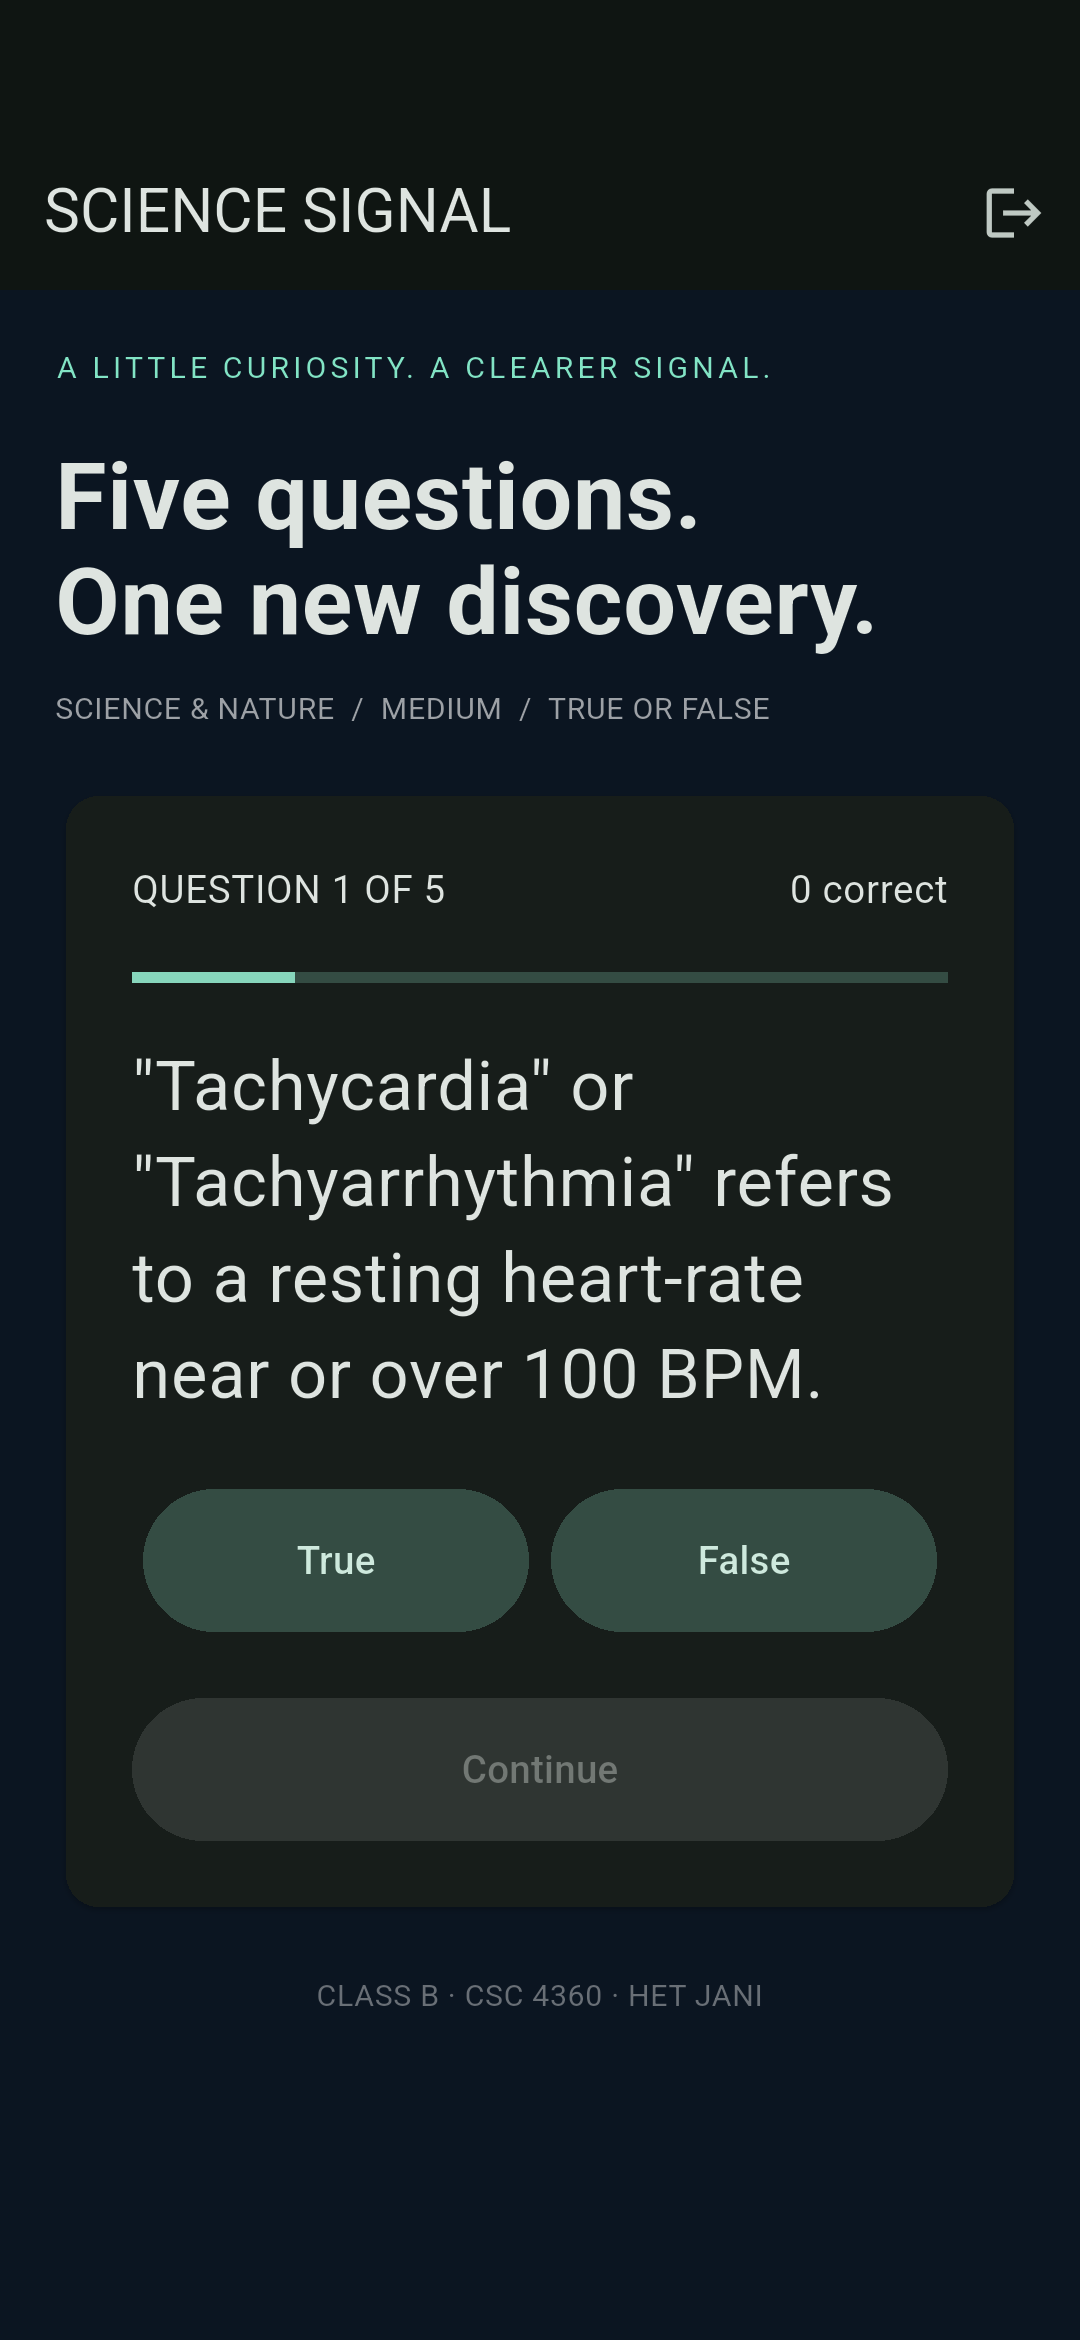 SCIENCE SIGNAL
A LITTLE CURIOSITY. A CLEARER SIGNAL.
Five questions.
One new discovery.
SCIENCE & NATURE / MEDIUM / TRUE OR FALSE
QUESTION 1 OF 5 0 correct
"Tachycardia" or
"Tachyarrhythmia" refers
to a resting heart-rate
near or over 100 BPM.
True False
Continue
CLASS B · CSC 4360 · HET JANI